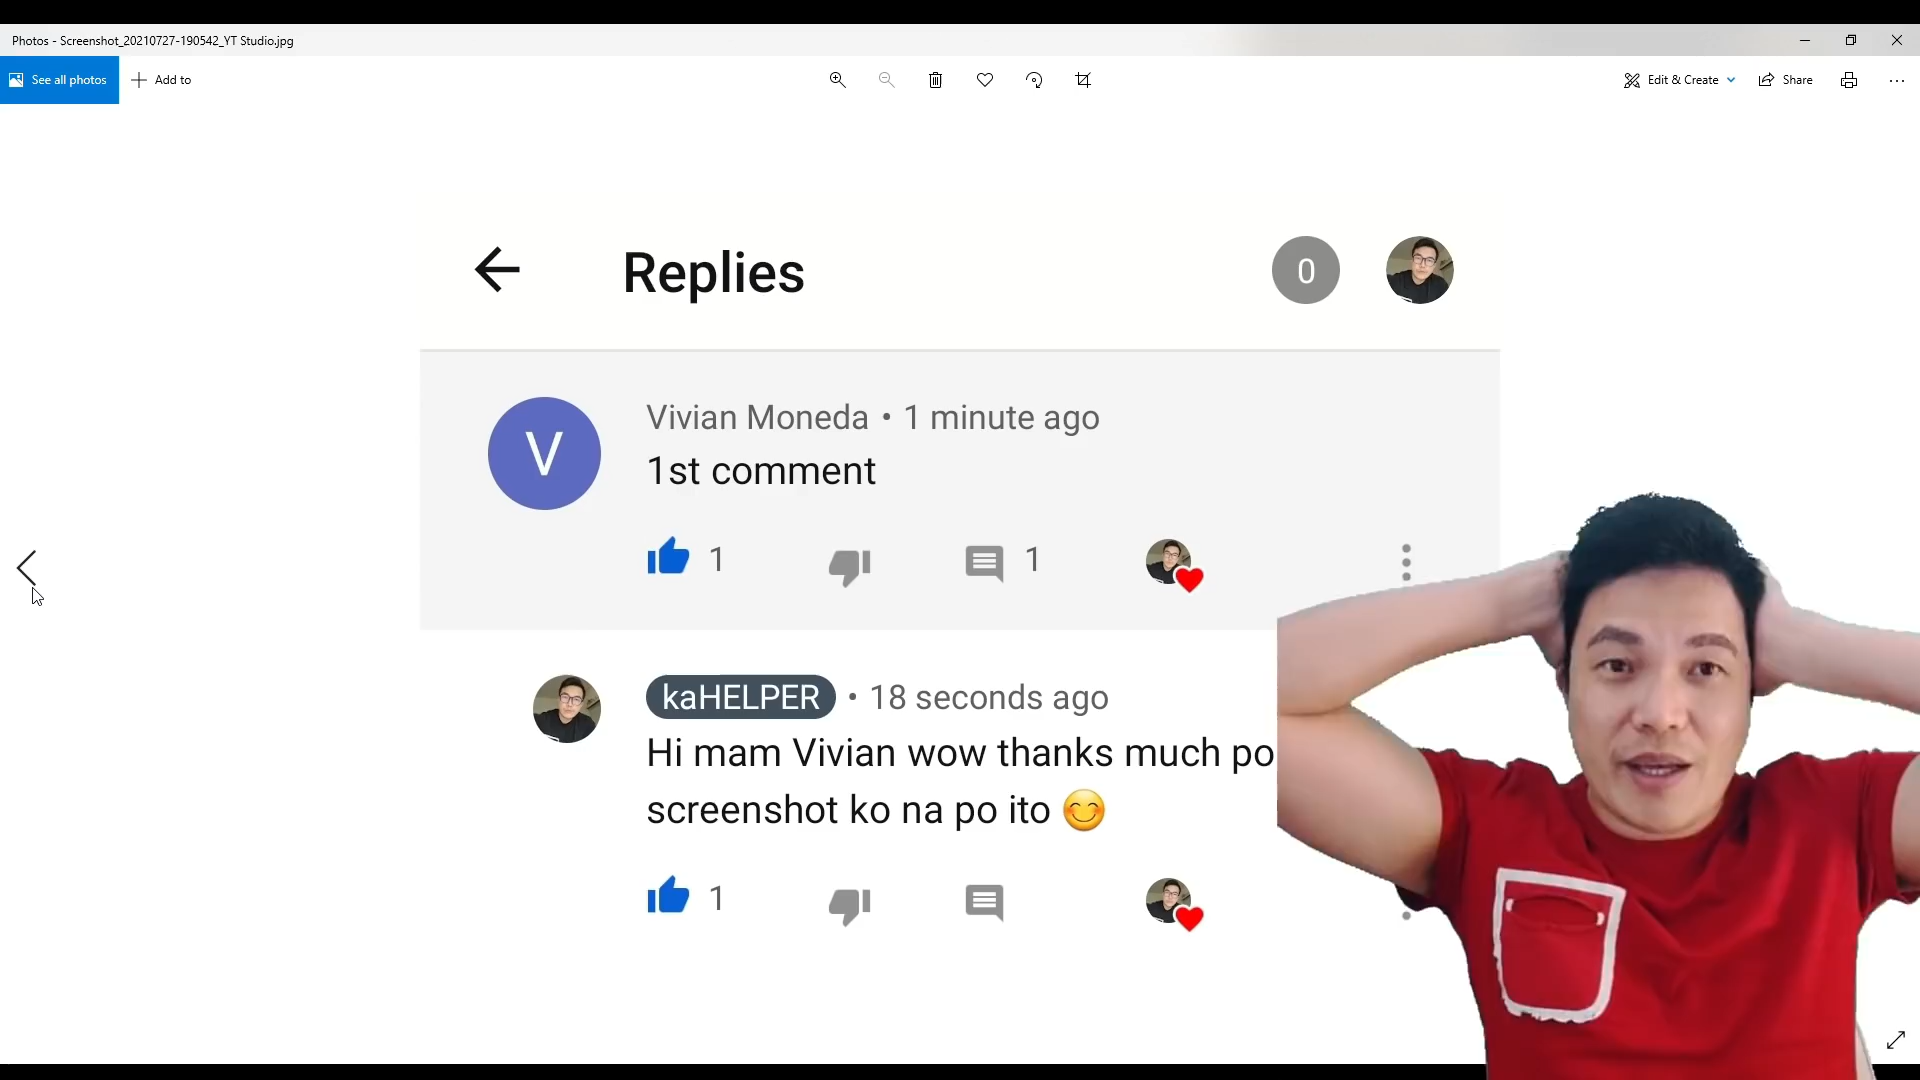 Photos - Screenshot_20210727-190542_YT Studio.jpg
See all photos
Add to
Edit & Create
Share
Replies
0
V
Vivian Moneda • 1 minute ago
1st comment
1
1
kaHELPER • 18 seconds ago
Hi mam Vivian wow thanks much po
screenshot ko na po ito 😊
1